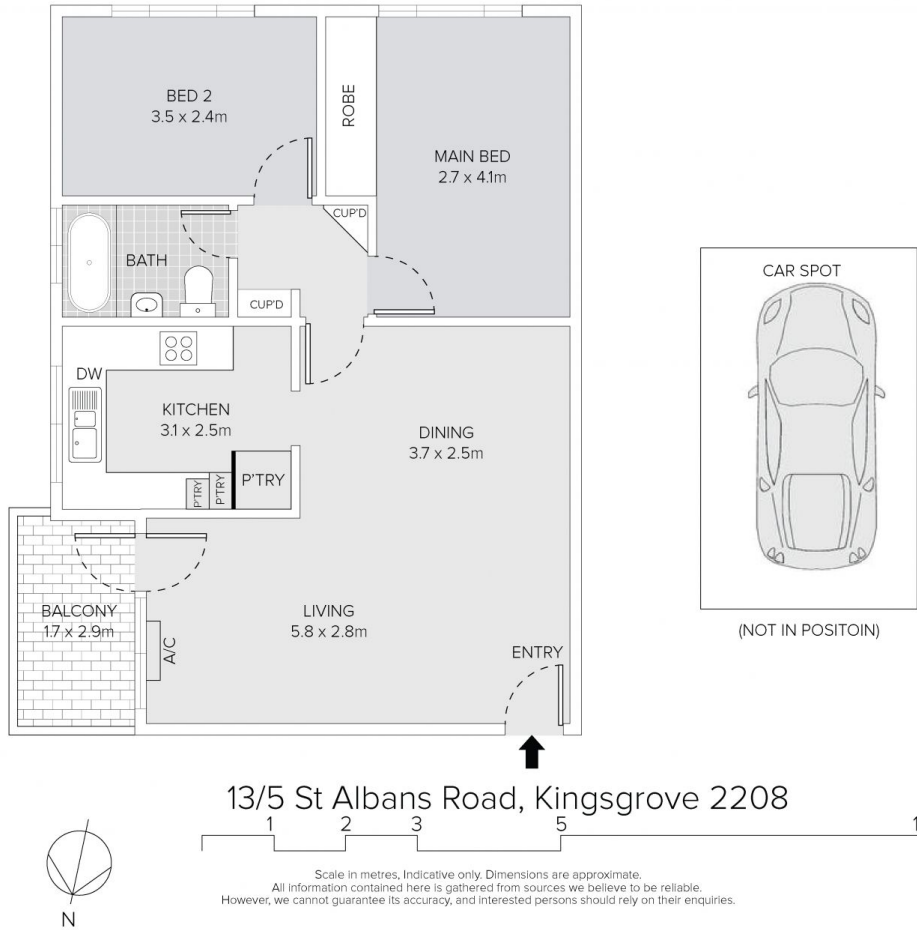 BED 2
3.5 x 2.4m
ROBE
MAIN BED
2.7 x 4.1m
CUP'D
BATH
CUP'D
CAR SPOT
DW
KITCHEN
3.1 x 2.5m
DINING
3.7 x 2.5m
P'TRY
P'TRY
P'TRY
BALCONY
1.7 x 2.9m
A/C
LIVING
5.8 x 2.8m
ENTRY
(NOT IN POSITOIN)
13/5 St Albans Road, Kingsgrove 2208
1 2 3 5 1
Scale in metres, Indicative only. Dimensions are approximate.
All information contained here is gathered from sources we believe to be reliable.
However, we cannot guarantee its accuracy, and interested persons should rely on their enquiries.
N